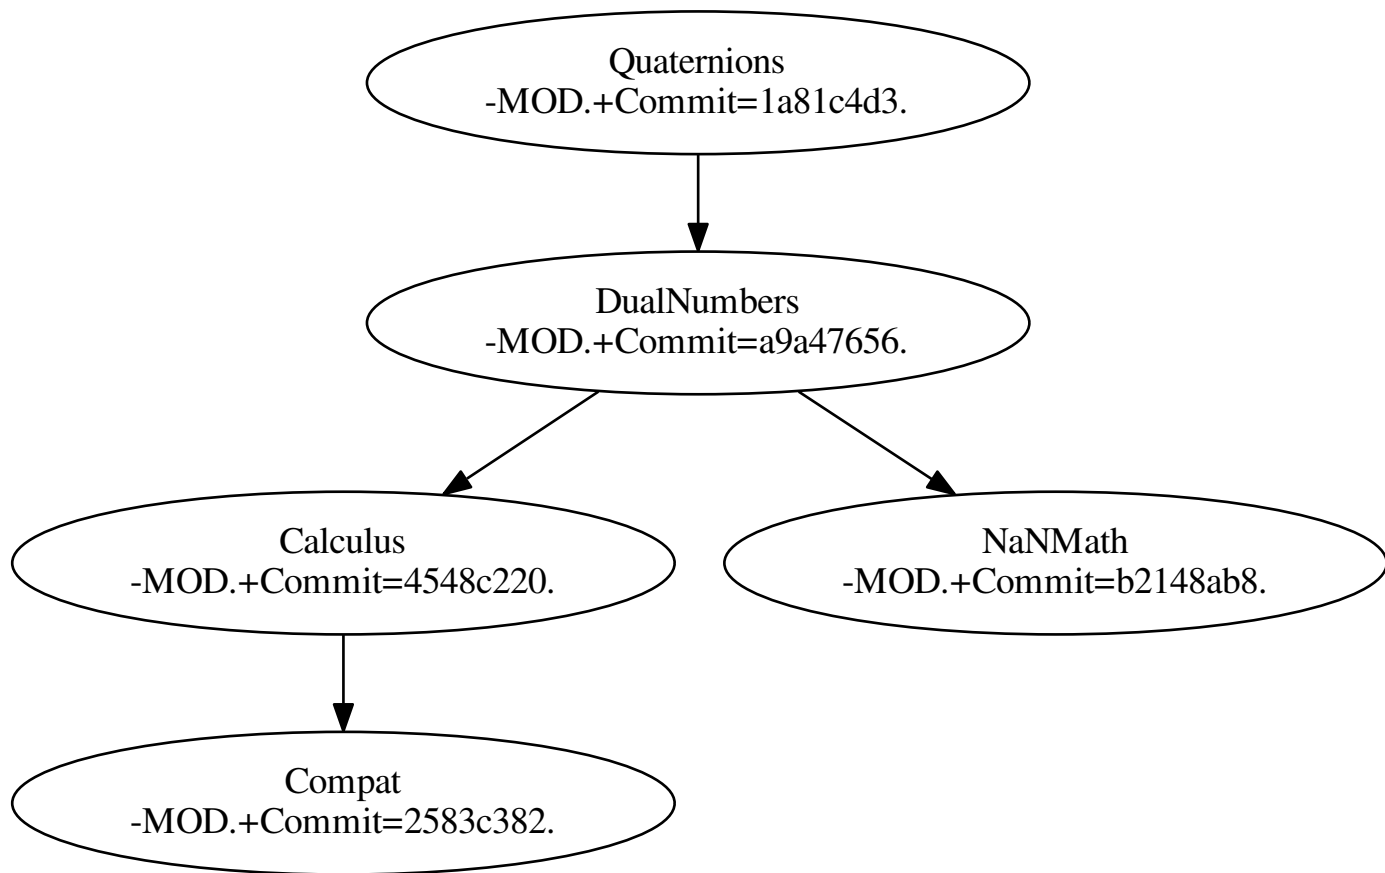 Quaternions
-MOD.+Commit=1a81c4d3.
DualNumbers
-MOD.+Commit=a9a47656.
Calculus
-MOD.+Commit=4548c220.
NaNMath
-MOD.+Commit=b2148ab8.
Compat
-MOD.+Commit=2583c382.